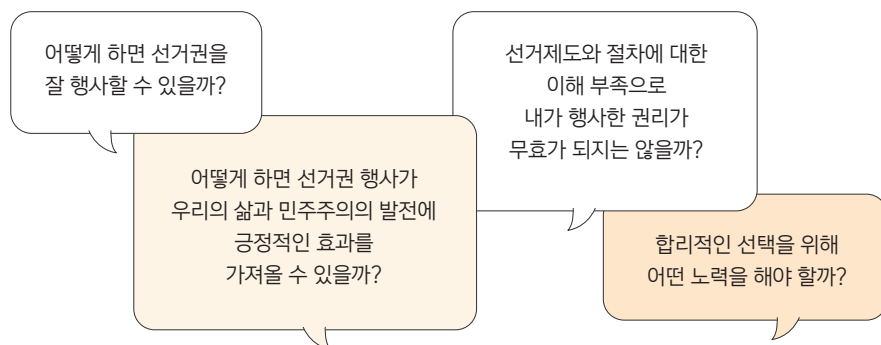 어떻게 하면 선거권을
잘 행사할 수 있을까?
선거제도와 절차에 대한
이해 부족으로
내가 행사한 권리가
무효가 되지는 않을까?
어떻게 하면 선거권 행사가
우리의 삶과 민주주의의 발전에
긍정적인 효과를
가져올 수 있을까?
합리적인 선택을 위해
어떤 노력을 해야 할까?